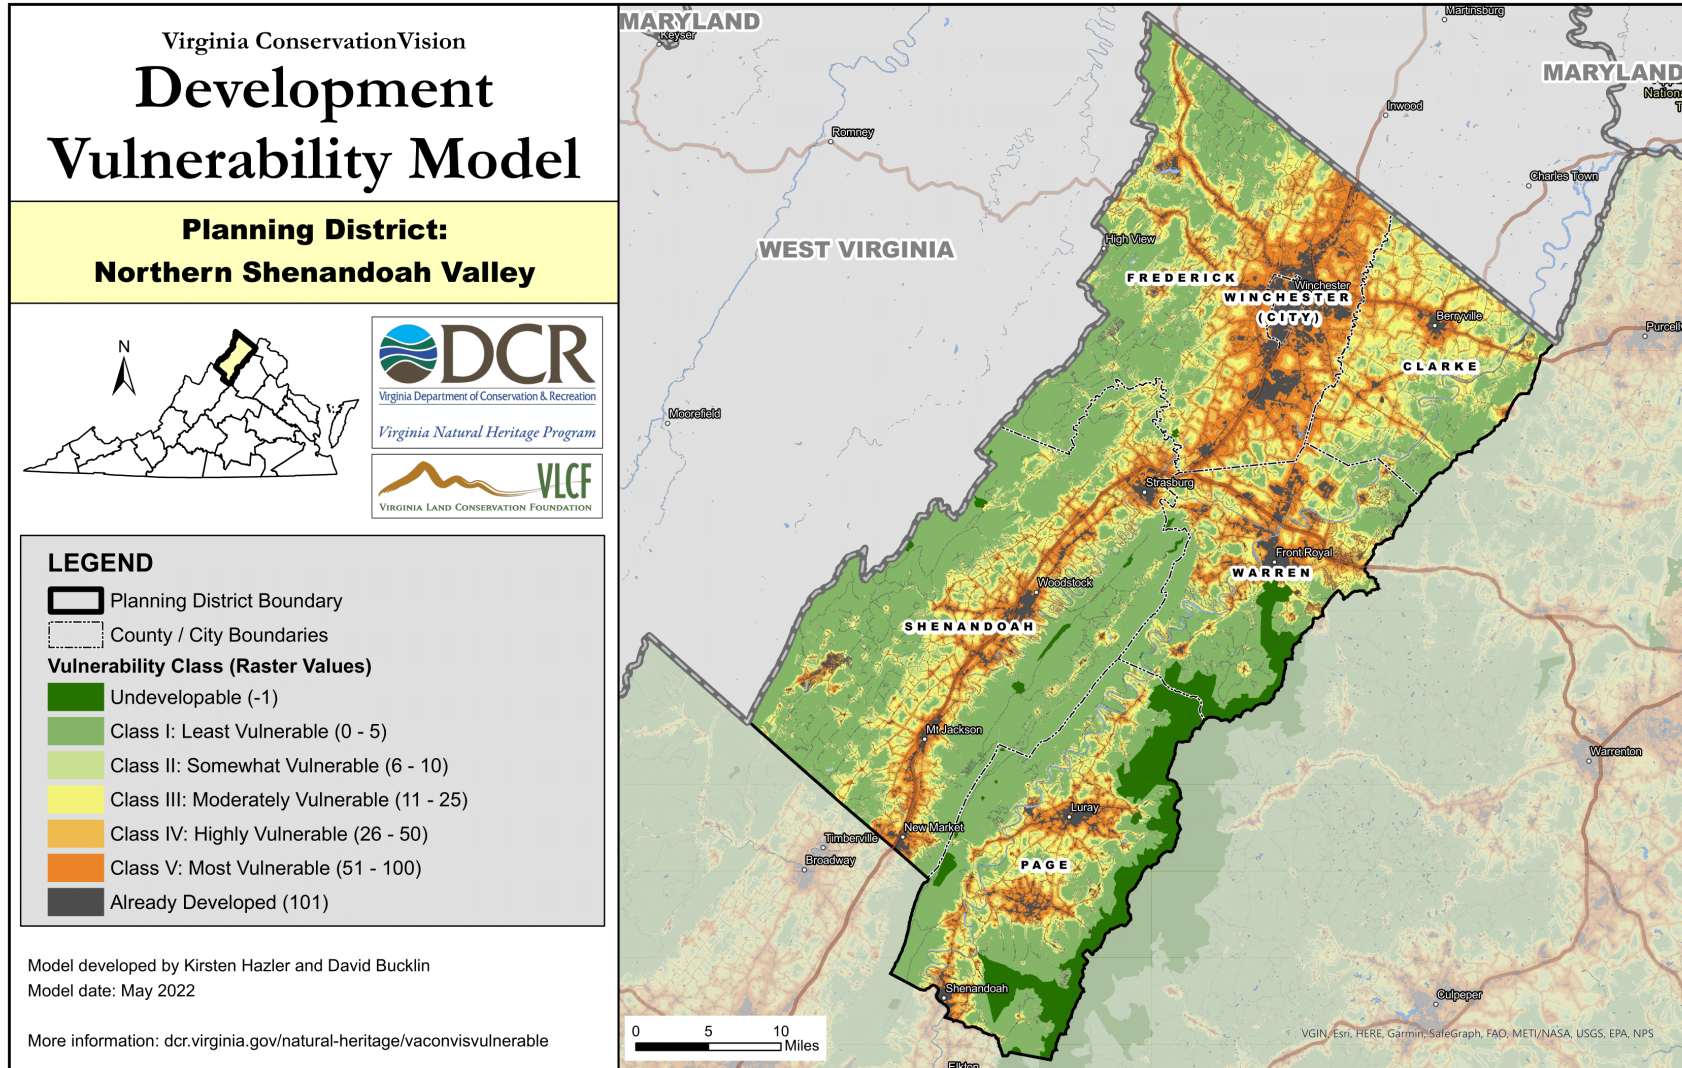 Virginia ConservationVision
Development
Vulnerability Model
Planning District:
Northern Shenandoah Valley
N
DCR
Virginia Department of Conservation & Recreation
Virginia Natural Heritage Program
VLCF
VIRGINIA LAND CONSERVATION FOUNDATION
LEGEND
Planning District Boundary
County / City Boundaries
Vulnerability Class (Raster Values)
Undevelopable (-1)
Class I: Least Vulnerable (0 - 5)
Class II: Somewhat Vulnerable (6 - 10)
Class III: Moderately Vulnerable (11 - 25)
Class IV: Highly Vulnerable (26 - 50)
Class V: Most Vulnerable (51 - 100)
Already Developed (101)
Model developed by Kirsten Hazler and David Bucklin
Model date: May 2022
More information: dcr.virginia.gov/natural-heritage/vaconvisvulnerable
MARYLAND
Keyser
Martinsburg
MARYLAND
Nationa
T
Inwood
Romney
Charles Town
WEST VIRGINIA
High View
FREDERICK
Winchester
WINCHESTER
(CITY)
Berryville
Purcell
CLARKE
Moorefield
Strasburg
Front Royal
WARREN
Woodstock
SHENANDOAH
Mt Jackson
Warrenton
Luray
New Market
Timberville
Broadway
PAGE
Shenandoah
Culpeper
0 5 10
Miles
VGIN, Esri, HERE, Garmin, SafeGraph, FAO, METI/NASA, USGS, EPA, NPS
Elkton